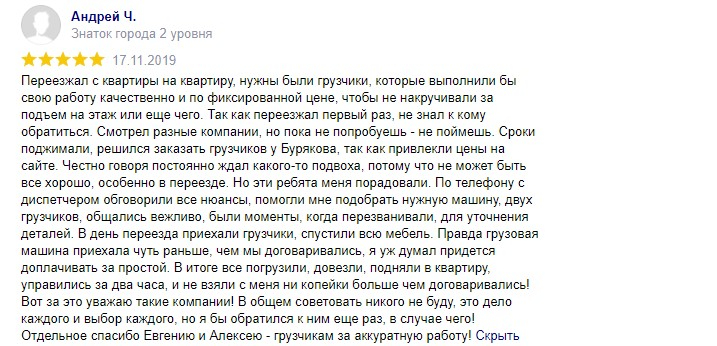 Андрей Ч.
Знаток города 2 уровня
17.11.2019
Переезжал с квартиры на квартиру, нужны были грузчики, которые выполнили бы
свою работу качественно и по фиксированной цене, чтобы не накручивали за
подъем на этаж или еще чего. Так как переезжал первый раз, не знал к кому
обратиться. Смотрел разные компании, но пока не попробуешь - не поймешь. Сроки
поджимали, решился заказать грузчиков у Бурякова, так как привлекли цены на
сайте. Честно говоря постоянно ждал какого-то подвоха, потому что не может быть
все хорошо, особенно в переезде. Но эти ребята меня порадовали. По телефону с
диспетчером обговорили все нюансы, помогли мне подобрать нужную машину, двух
грузчиков, общались вежливо, были моменты, когда перезванивали, для уточнения
деталей. В день переезда приехали грузчики, спустили всю мебель. Правда грузовая
машина приехала чуть раньше, чем мы договаривались, я уж думал придется
доплачивать за простой. В итоге все погрузили, довезли, подняли в квартиру,
управились за два часа, и не взяли с меня ни копейки больше чем договаривались!
Вот за это уважаю такие компании! В общем советовать никого не буду, это дело
каждого и выбор каждого, но я бы обратился к ним еще раз, в случае чего!
Отдельное спасибо Евгению и Алексею - грузчикам за аккуратную работу! Скрыть